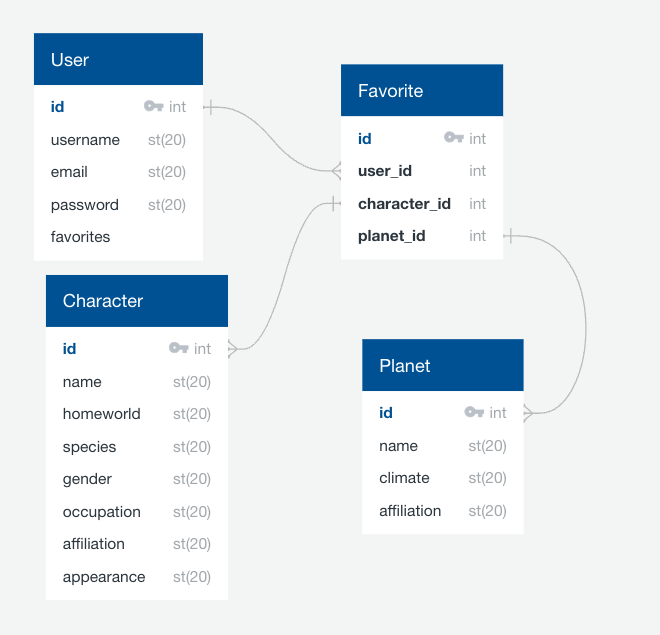 User
id int
username st(20)
email st(20)
password st(20)
favorites
Favorite
id int
user_id int
character_id int
planet_id int
Character
id int
name st(20)
homeworld st(20)
species st(20)
gender st(20)
occupation st(20)
affiliation st(20)
appearance st(20)
Planet
id int
name st(20)
climate st(20)
affiliation st(20)